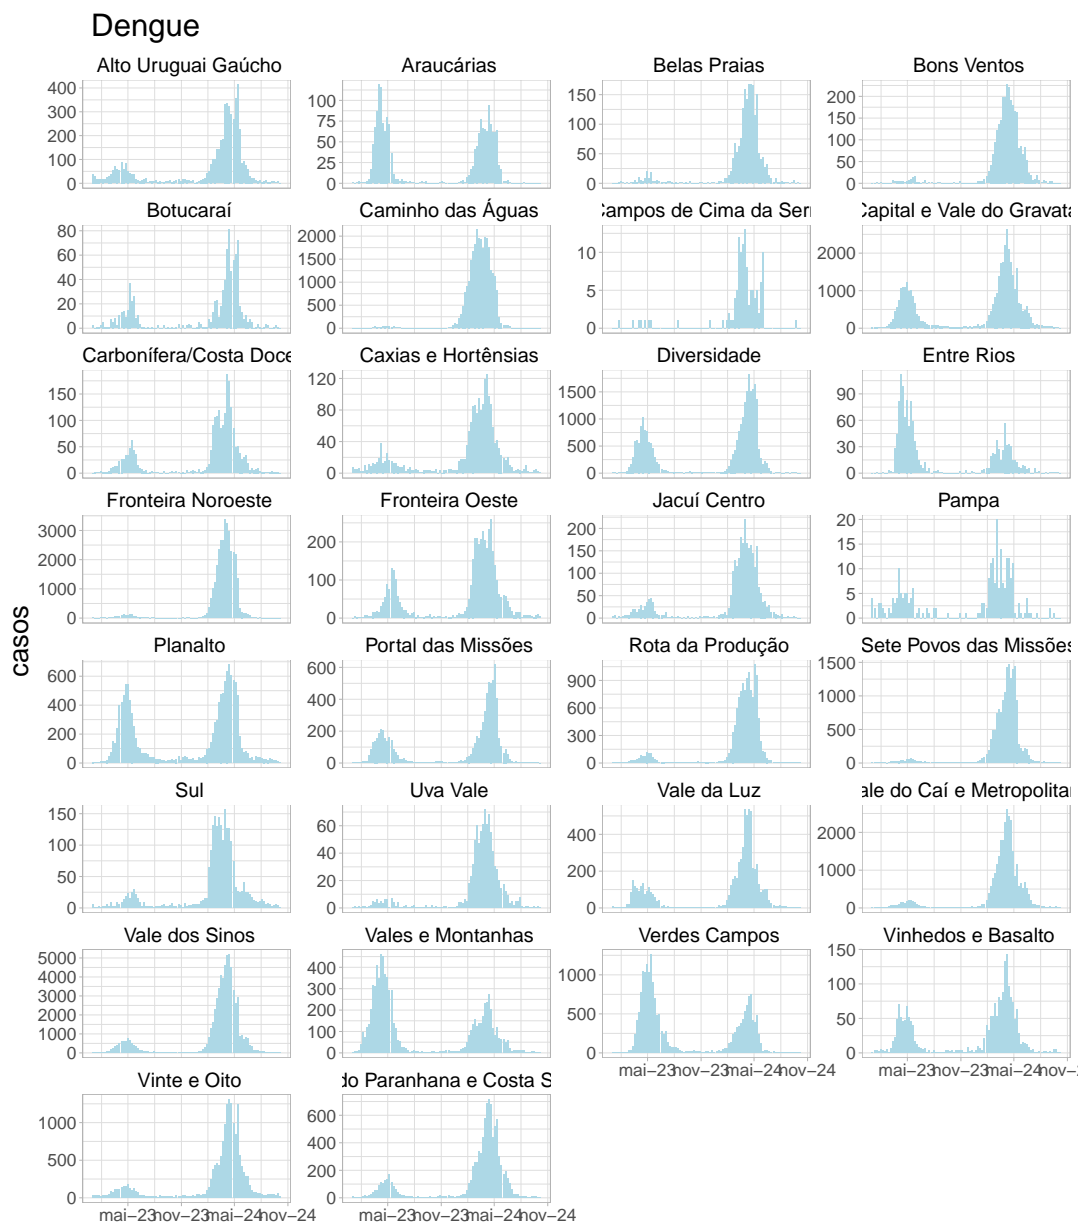 Dengue
Alto Uruguai Gaúcho Araucárias Belas Praias Bons Ventos
400 300 200 100 0
100 75 50 25 0
150 100 50 0
200 150 100 50 0
Botucaraí Caminho das Águas Campos de Cima da Serr Capital e Vale do Gravata
80 60 40 20 0
2000 1500 1000 500 0
10 5 0
2000 1000 0
Carbonífera/Costa Doce Caxias e Hortênsias Diversidade Entre Rios
150 100 50 0
120 80 40 0
1500 1000 500 0
90 60 30 0
Fronteira Noroeste Fronteira Oeste Jacuí Centro Pampa
3000 2000 1000 0
200 100 0
200 150 100 50 0
20 15 10 5 0
casos
Planalto Portal das Missões Rota da Produção Sete Povos das Missões
600 400 200 0
600 400 200 0
900 600 300 0
1500 1000 500 0
Sul Uva Vale Vale da Luz ale do Caí e Metropolitan
150 100 50 0
60 40 20 0
400 200 0
2000 1000 0
Vale dos Sinos Vales e Montanhas Verdes Campos Vinhedos e Basalto
5000 4000 3000 2000 1000 0
400 300 200 100 0
1000 500 0
150 100 50 0
mai–23 nov–23 mai–24 nov–24 mai–23 nov–23 mai–24 nov–2
Vinte e Oito do Paranhana e Costa S
1000 500 0
600 400 200 0
mai–23 nov–23 mai–24 nov–24 mai–23 nov–23 mai–24 nov–24